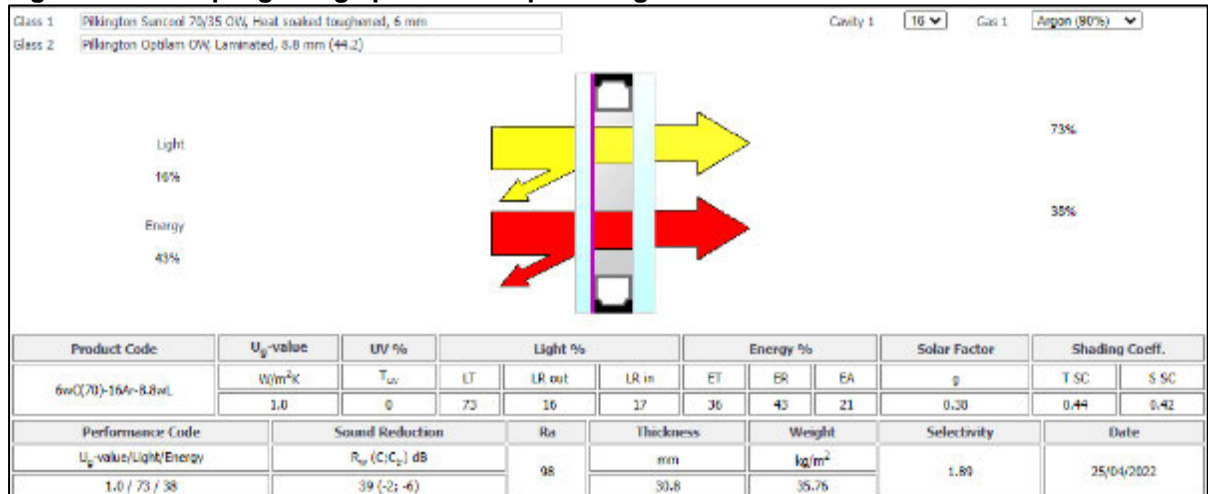 Glass 1 Pilkington Suncool 70/35 OW, Heat soaked toughened, 6 mm Cavity 1 16 Gas 1 Argon (90%)
Glass 2 Pilkington Optilam OW, Laminated, 8.8 mm (44.2)
Light 73%
16%
Energy 38%
43%
Product Code Ug-value UV % Light % Energy % Solar Factor Shading Coeff.
6wC(70)-16Ar-8.8wL W/m²K Tuv LT LR out LR in ET ER EA g T SC S SC
1.0 0 73 16 17 36 43 21 0.38 0.44 0.42
Performance Code Sound Reduction Ra Thickness Weight Selectivity Date
Ug-value/Light/Energy Rw (C;Ctr) dB 98 mm kg/m² 1.89 25/04/2022
1.0 / 73 / 38 39 (-2; -6) 30.8 35.76